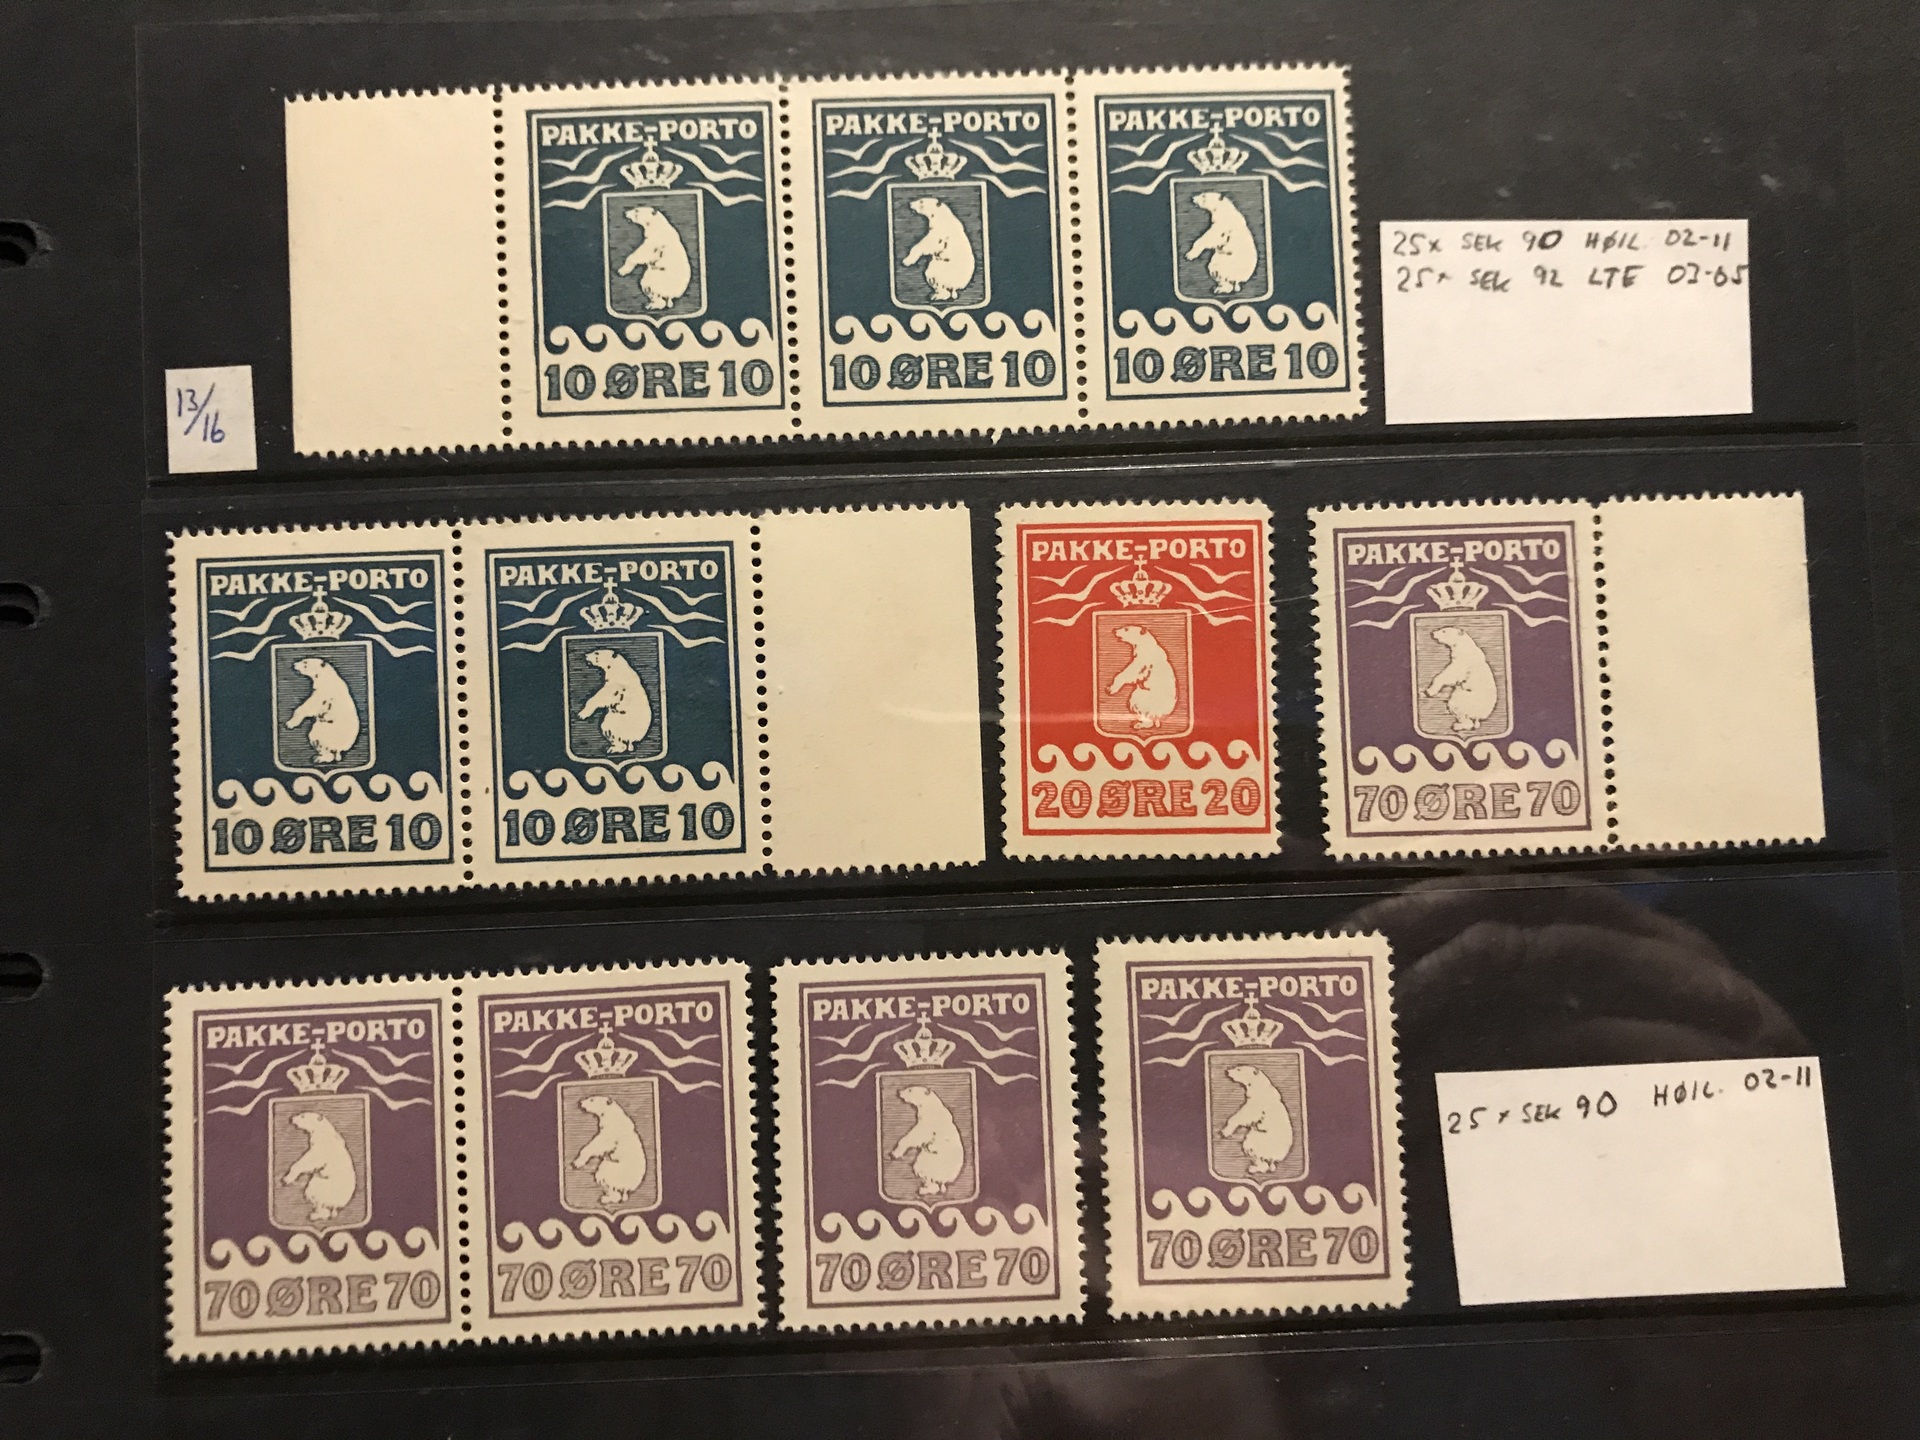 PAKKE-PORTO PAKKE-PORTO PAKKE-PORTO
10 ØRE 10 10 ØRE 10 10 ØRE 10
25x SEK 90 HØIL. 02-11
25x SEK 92 LTE 03-05
13/16
PAKKE-PORTO PAKKE-PORTO PAKKE-PORTO PAKKE-PORTO
10 ØRE 10 10 ØRE 10 20 ØRE 20 70 ØRE 70
PAKKE-PORTO PAKKE-PORTO PAKKE-PORTO PAKKE-PORTO
70 ØRE 70 70 ØRE 70 70 ØRE 70 70 ØRE 70
25 x SEK 90 HØIL. 02-11